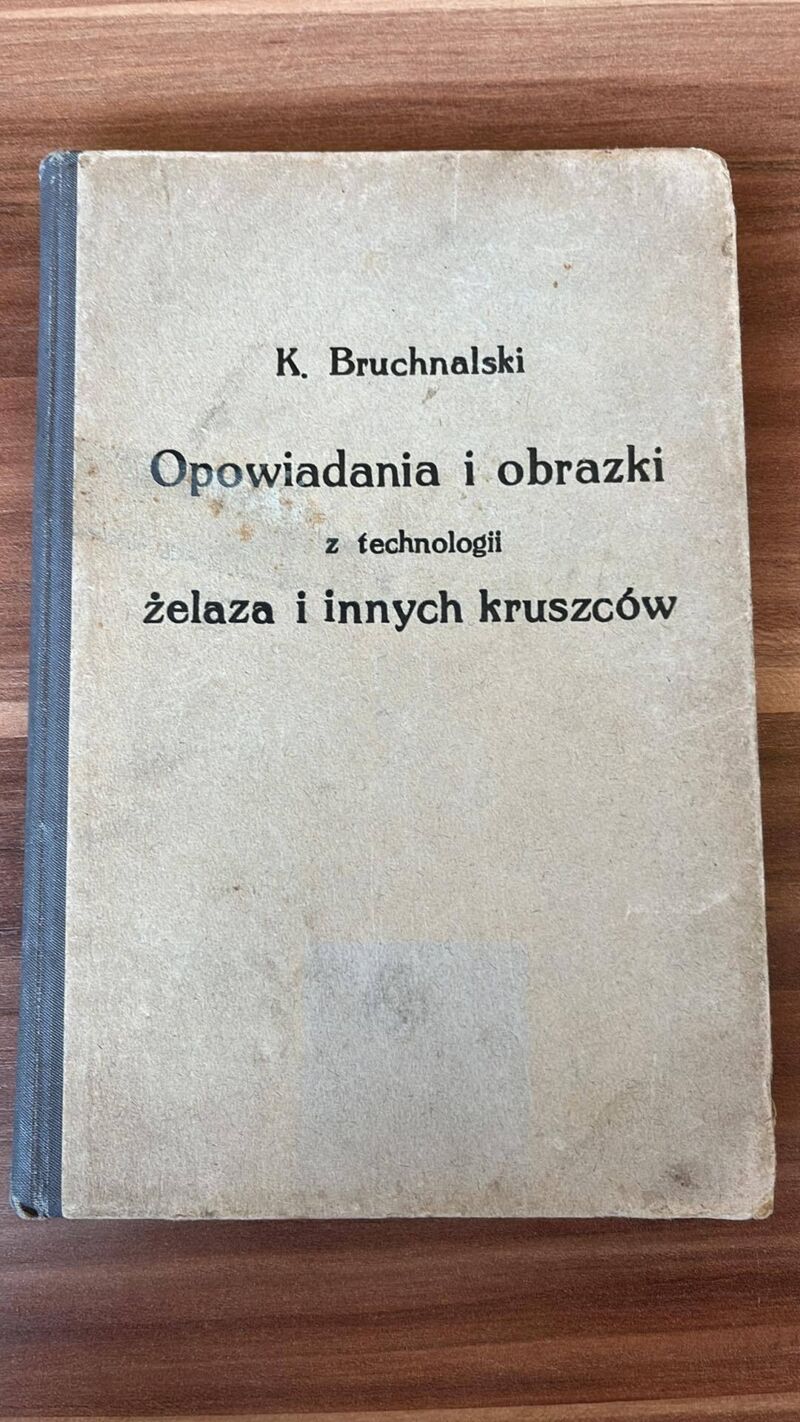 K. Bruchnalski
Opowiadania i obrazki
z technologii
żelaza i innych kruszców